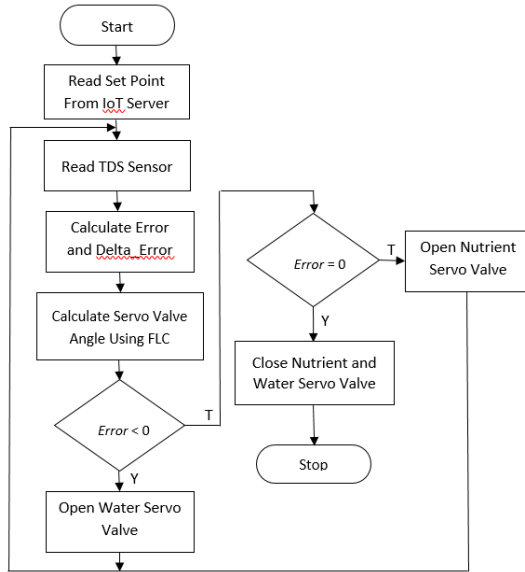 Start
Read Set Point
From IoT Server
Read TDS Sensor
Calculate Error
and Delta_Error
Calculate Servo Valve
Angle Using FLC
Error < 0
T
Y
Open Water Servo
Valve
Error = 0
T
Open Nutrient
Servo Valve
Y
Close Nutrient and
Water Servo Valve
Stop